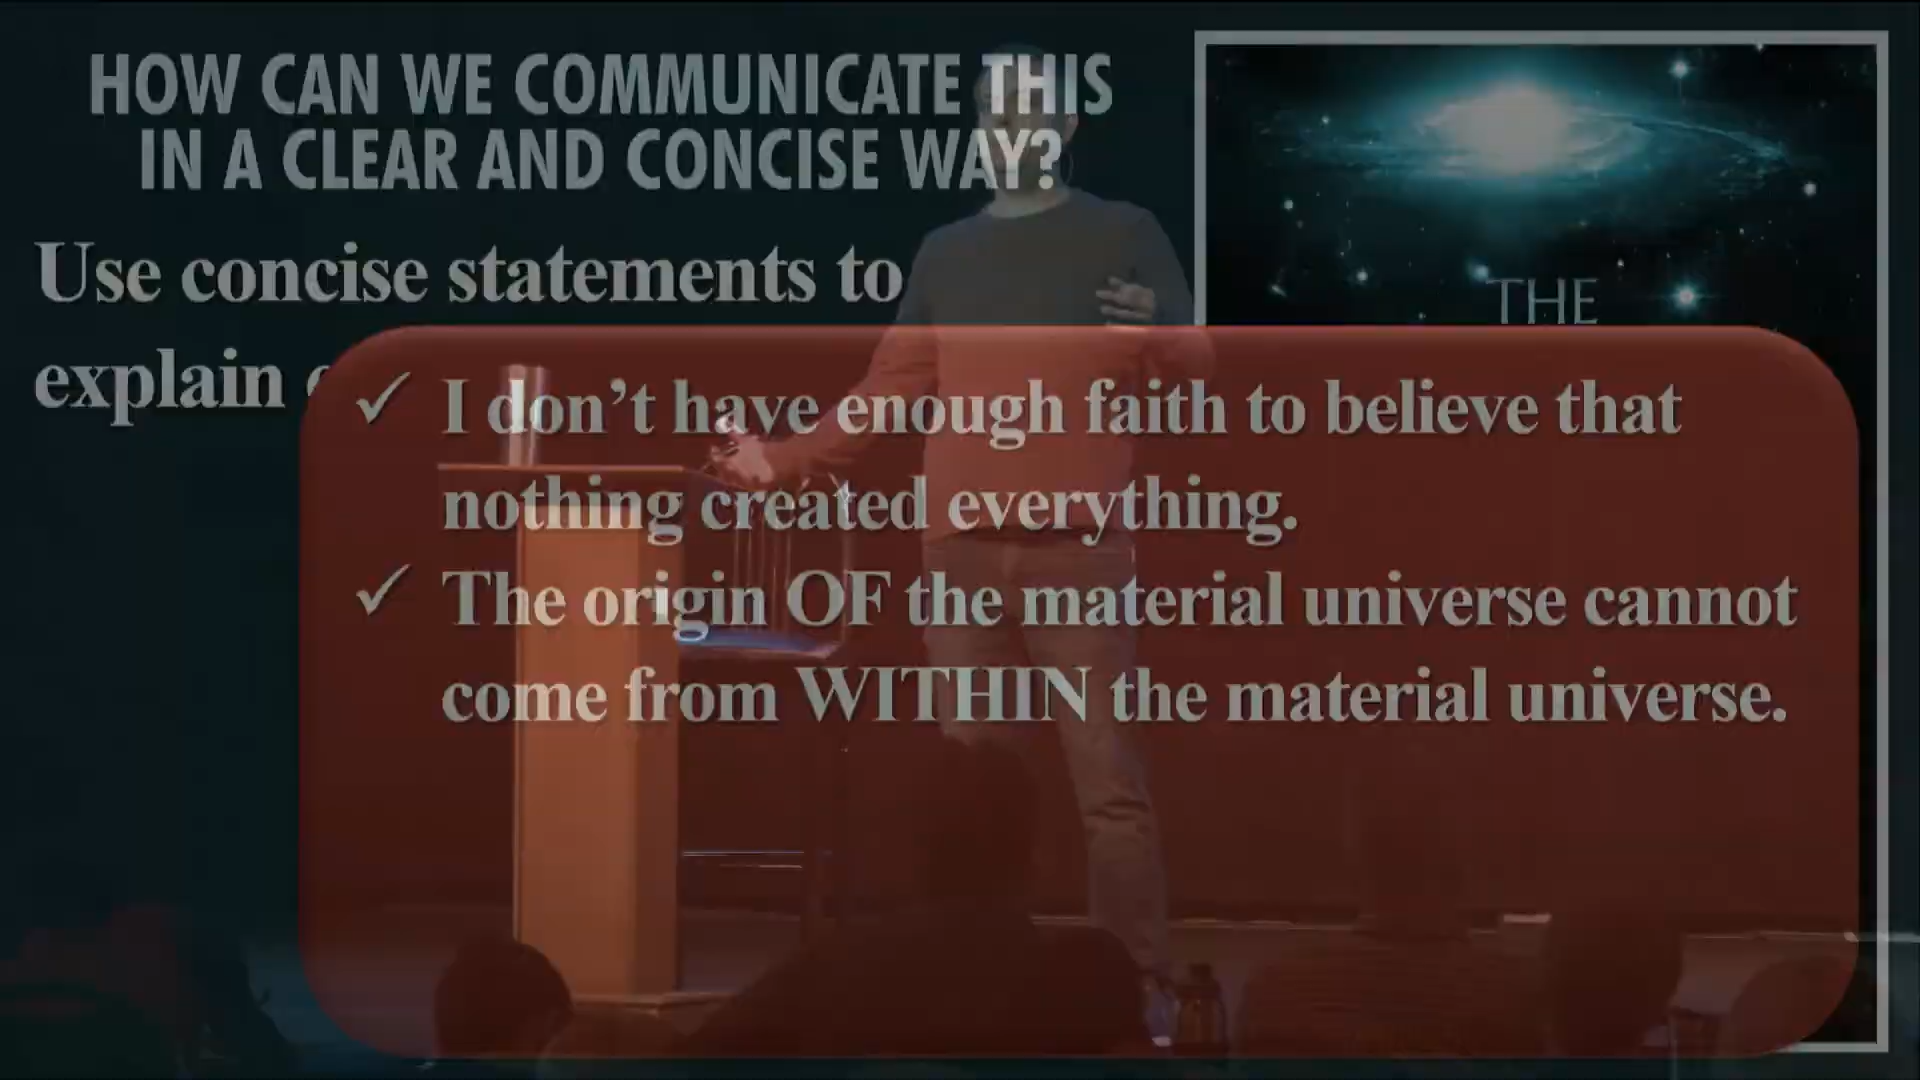 HOW CAN WE COMMUNICATE THIS
IN A CLEAR AND CONCISE WAY?
Use concise statements to
explain
THE
✓ I don’t have enough faith to believe that
nothing created everything.
✓ The origin OF the material universe cannot
come from WITHIN the material universe.